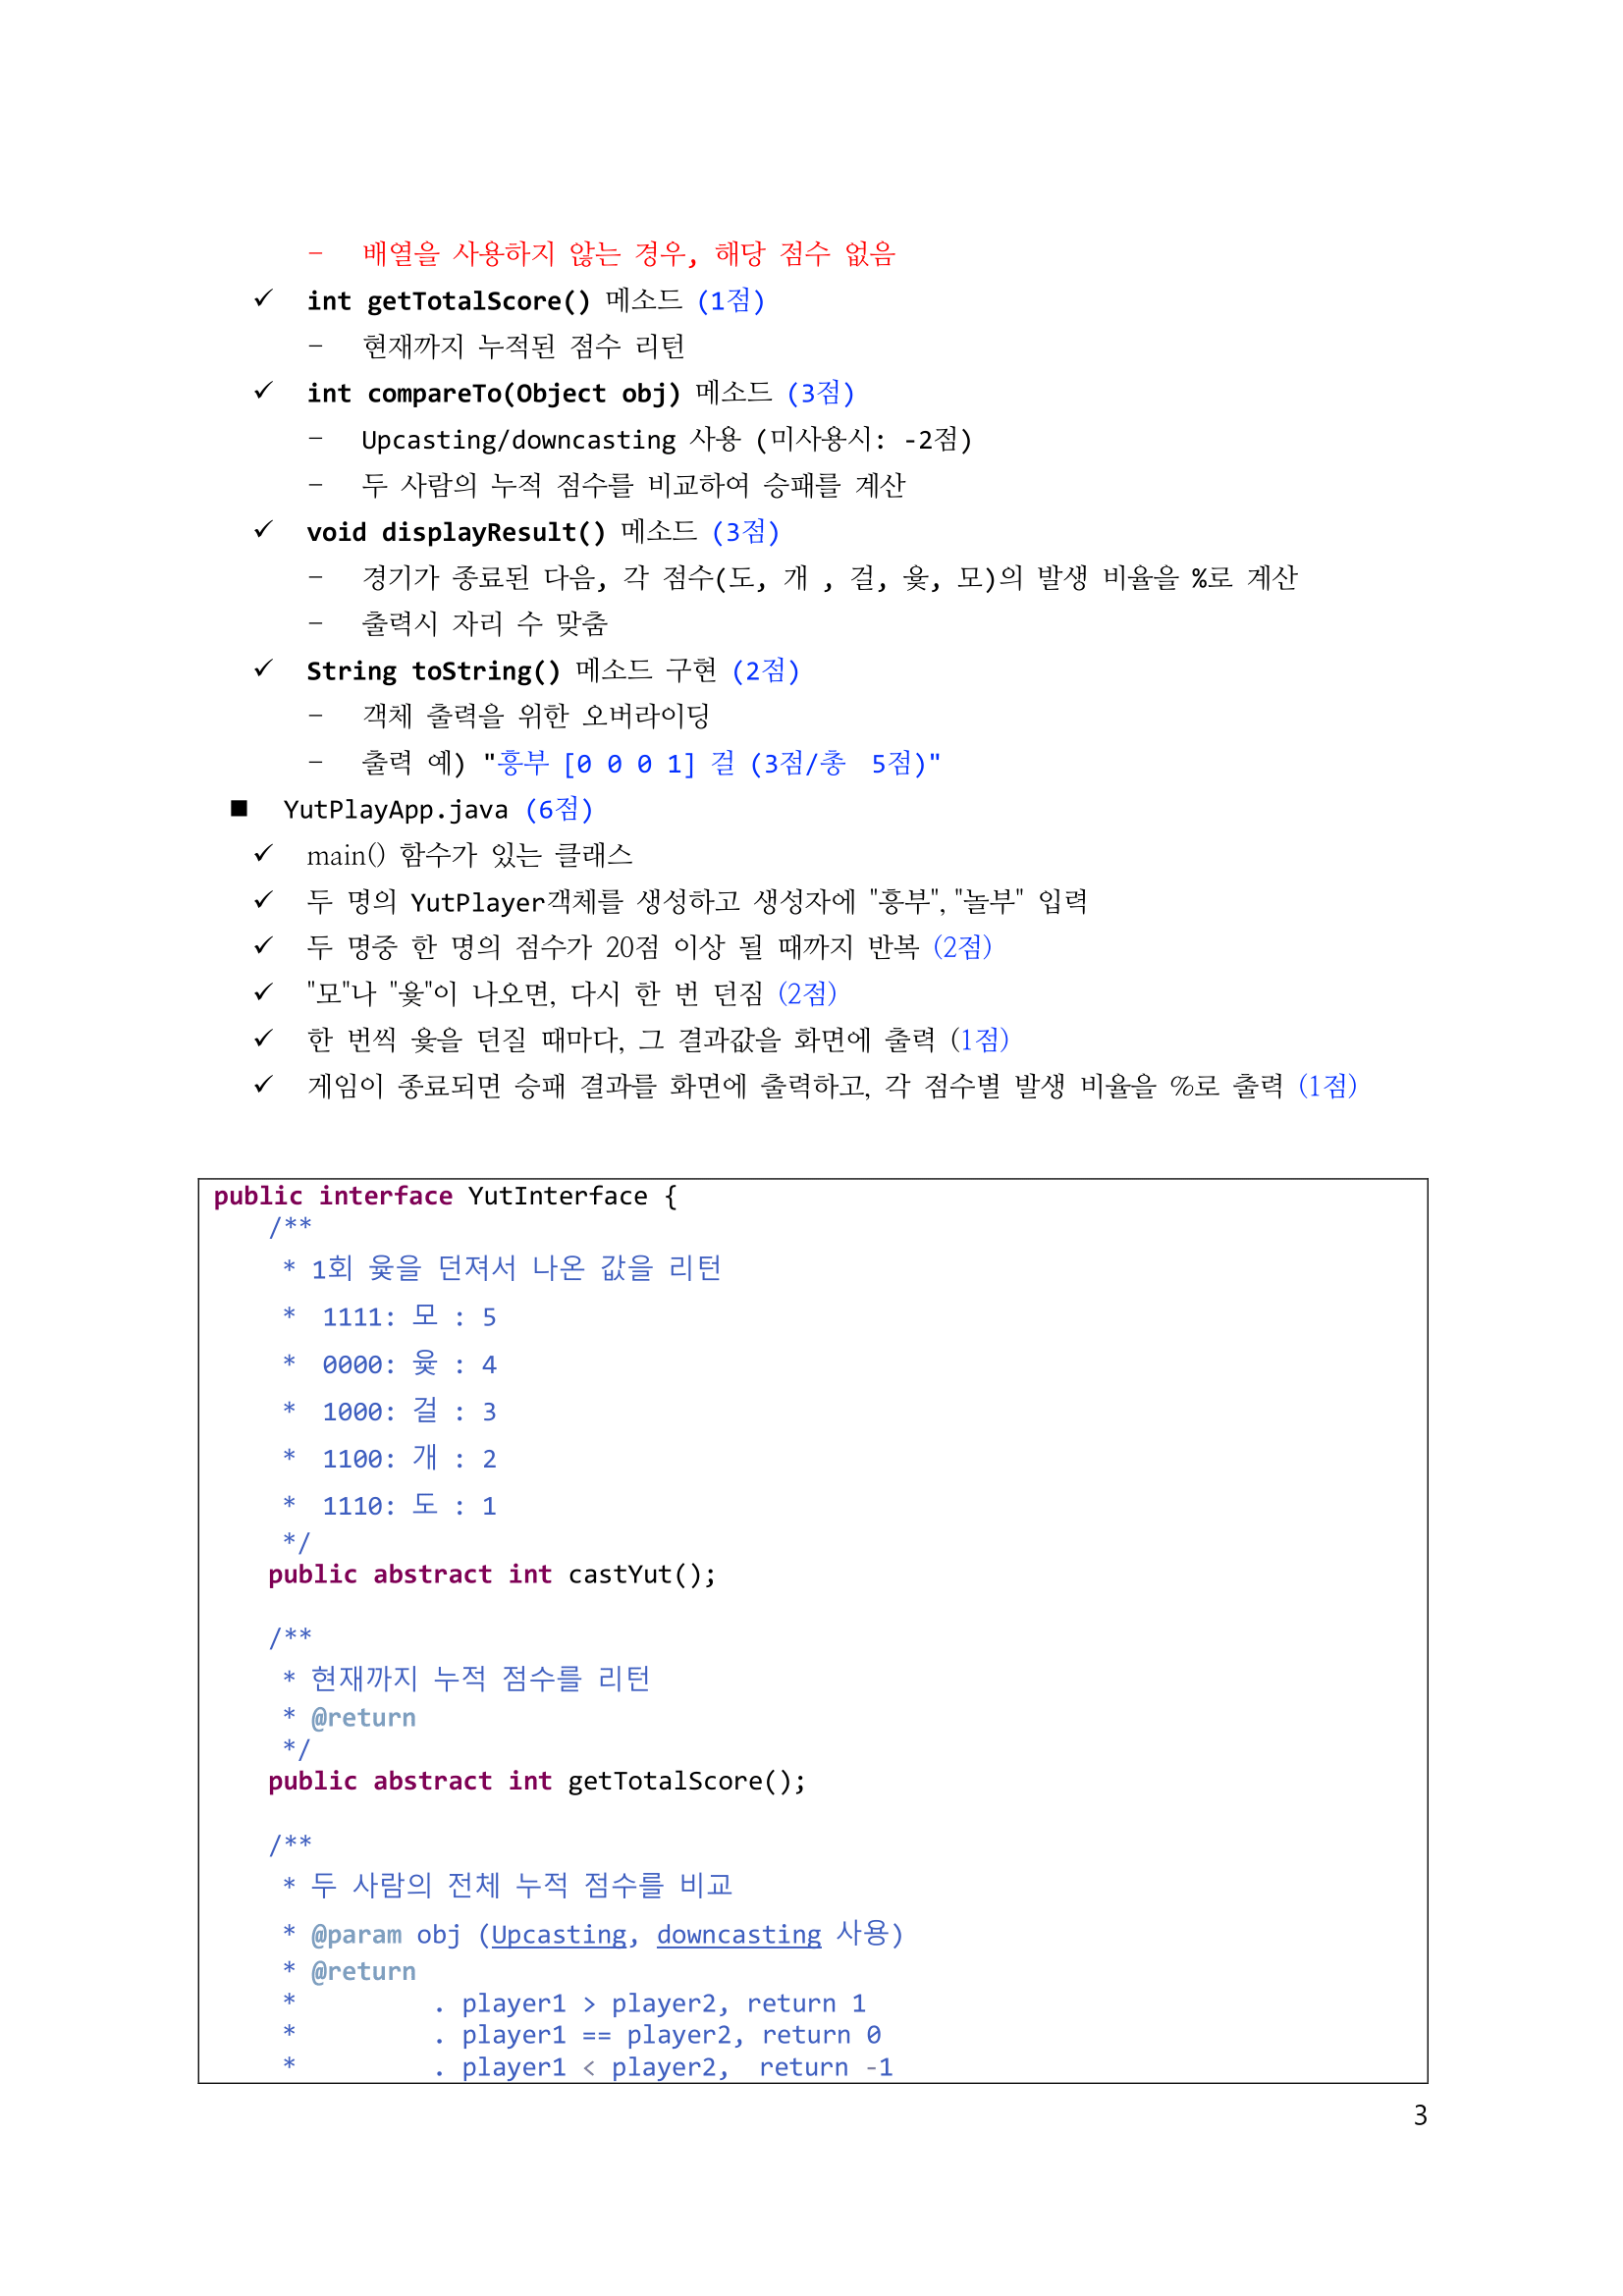 - 배열을 사용하지 않는 경우, 해당 점수 없음
✓ int getTotalScore() 메소드 (1점)
- 현재까지 누적된 점수 리턴
✓ int compareTo(Object obj) 메소드 (3점)
- Upcasting/downcasting 사용 (미사용시: -2점)
- 두 사람의 누적 점수를 비교하여 승패를 계산
✓ void displayResult() 메소드 (3점)
- 경기가 종료된 다음, 각 점수(도, 개 , 걸, 윷, 모)의 발생 비율을 %로 계산
- 출력시 자리 수 맞춤
✓ String toString() 메소드 구현 (2점)
- 객체 출력을 위한 오버라이딩
- 출력 예) "흥부 [0 0 0 1] 걸 (3점/총  5점)"
■ YutPlayApp.java (6점)
✓ main() 함수가 있는 클래스
✓ 두 명의 YutPlayer객체를 생성하고 생성자에 "흥부", "놀부" 입력
✓ 두 명중 한 명의 점수가 20점 이상 될 때까지 반복 (2점)
✓ "모"나 "윷"이 나오면, 다시 한 번 던짐 (2점)
✓ 한 번씩 윷을 던질 때마다, 그 결과값을 화면에 출력 (1점)
✓ 게임이 종료되면 승패 결과를 화면에 출력하고, 각 점수별 발생 비율을 %로 출력 (1점)
public interface YutInterface {
/**
* 1회 윷을 던져서 나온 값을 리턴
*  1111: 모 : 5
*  0000: 윷 : 4
*  1000: 걸 : 3
*  1100: 개 : 2
*  1110: 도 : 1
*/
public abstract int castYut();
/**
* 현재까지 누적 점수를 리턴
* @return
*/
public abstract int getTotalScore();
/**
* 두 사람의 전체 누적 점수를 비교
* @param obj (Upcasting, downcasting 사용)
* @return
*         . player1 > player2, return 1
*         . player1 == player2, return 0
*         . player1 < player2,  return -1
3